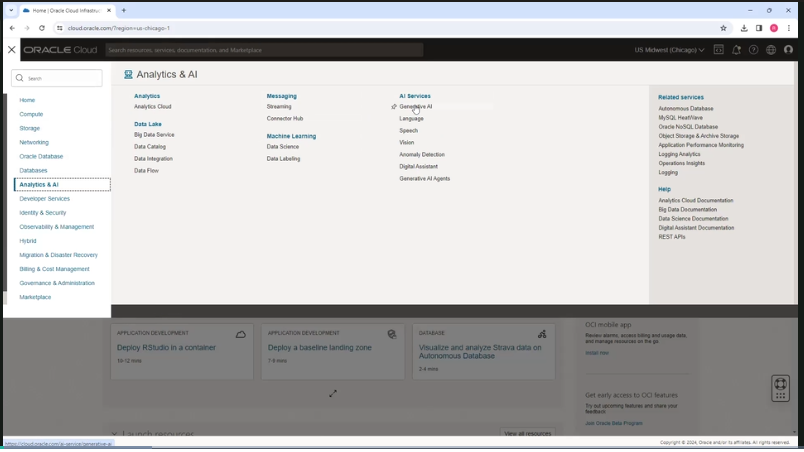 Home | Oracle Cloud Infrastruc
cloud.oracle.com/?region=us-chicago-1
ORACLE Cloud
Search resources, services, documentation, and Marketplace
US Midwest (Chicago)
Search
Home
Compute
Storage
Networking
Oracle Database
Databases
Analytics & AI
Developer Services
Identity & Security
Observability & Management
Hybrid
Migration & Disaster Recovery
Billing & Cost Management
Governance & Administration
Marketplace
Analytics & AI
Analytics
Analytics Cloud
Data Lake
Big Data Service
Data Catalog
Data Integration
Data Flow
Messaging
Streaming
Connector Hub
Machine Learning
Data Science
Data Labeling
AI Services
Generative AI
Language
Speech
Vision
Anomaly Detection
Digital Assistant
Generative AI Agents
Related services
Autonomous Database
MySQL HeatWave
Oracle NoSQL Database
Object Storage & Archive Storage
Application Performance Monitoring
Logging Analytics
Operations Insights
Logging
Help
Analytics Cloud Documentation
Big Data Documentation
Data Science Documentation
Digital Assistant Documentation
REST APIs
APPLICATION DEVELOPMENT
Deploy RStudio in a container
10-12 mins
APPLICATION DEVELOPMENT
Deploy a baseline landing zone
7-8 mins
DATABASE
Visualize and analyze Strava data on
Autonomous Database
2-4 mins
OCI mobile app
Review alarms, access billing and usage data,
and manage resources on the go.
Install now
Get early access to OCI features
Try out upcoming features and share your
feedback.
Join Oracle Beta Program
Launch resources
View all resources
https://cloud.oracle.com/ai-service/generative-ai
Copyright © 2024, Oracle and/or its affiliates. All rights reserved.